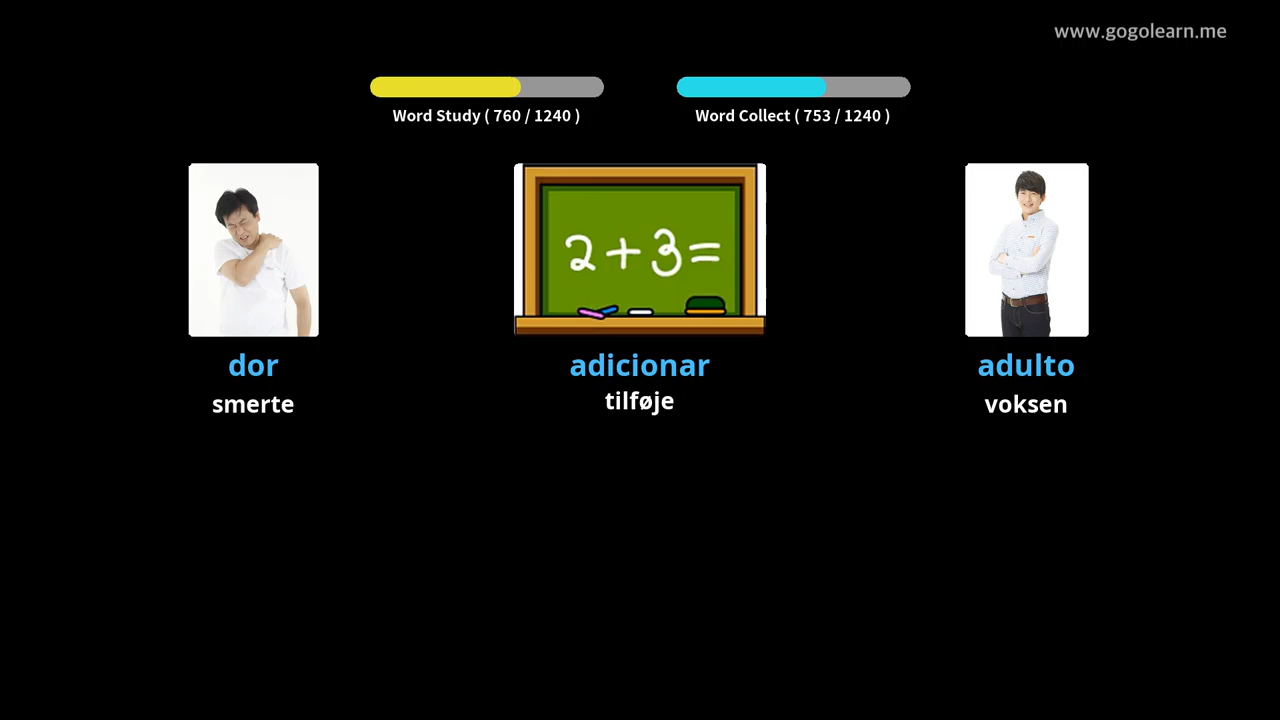 www.gogolearn.me
Word Study ( 760 / 1240 )
Word Collect ( 753 / 1240 )
2+3=
dor
adicionar
adulto
smerte
tilføje
voksen